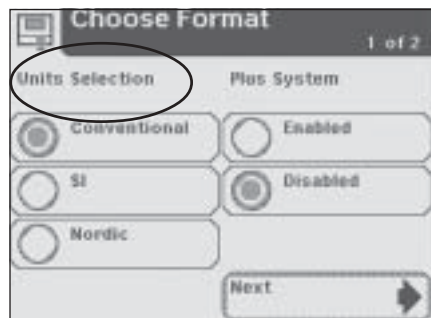 Choose Format
1 of 2
Units Selection
Plus System
Conventional
Enabled
SI
Disabled
Nordic
Next